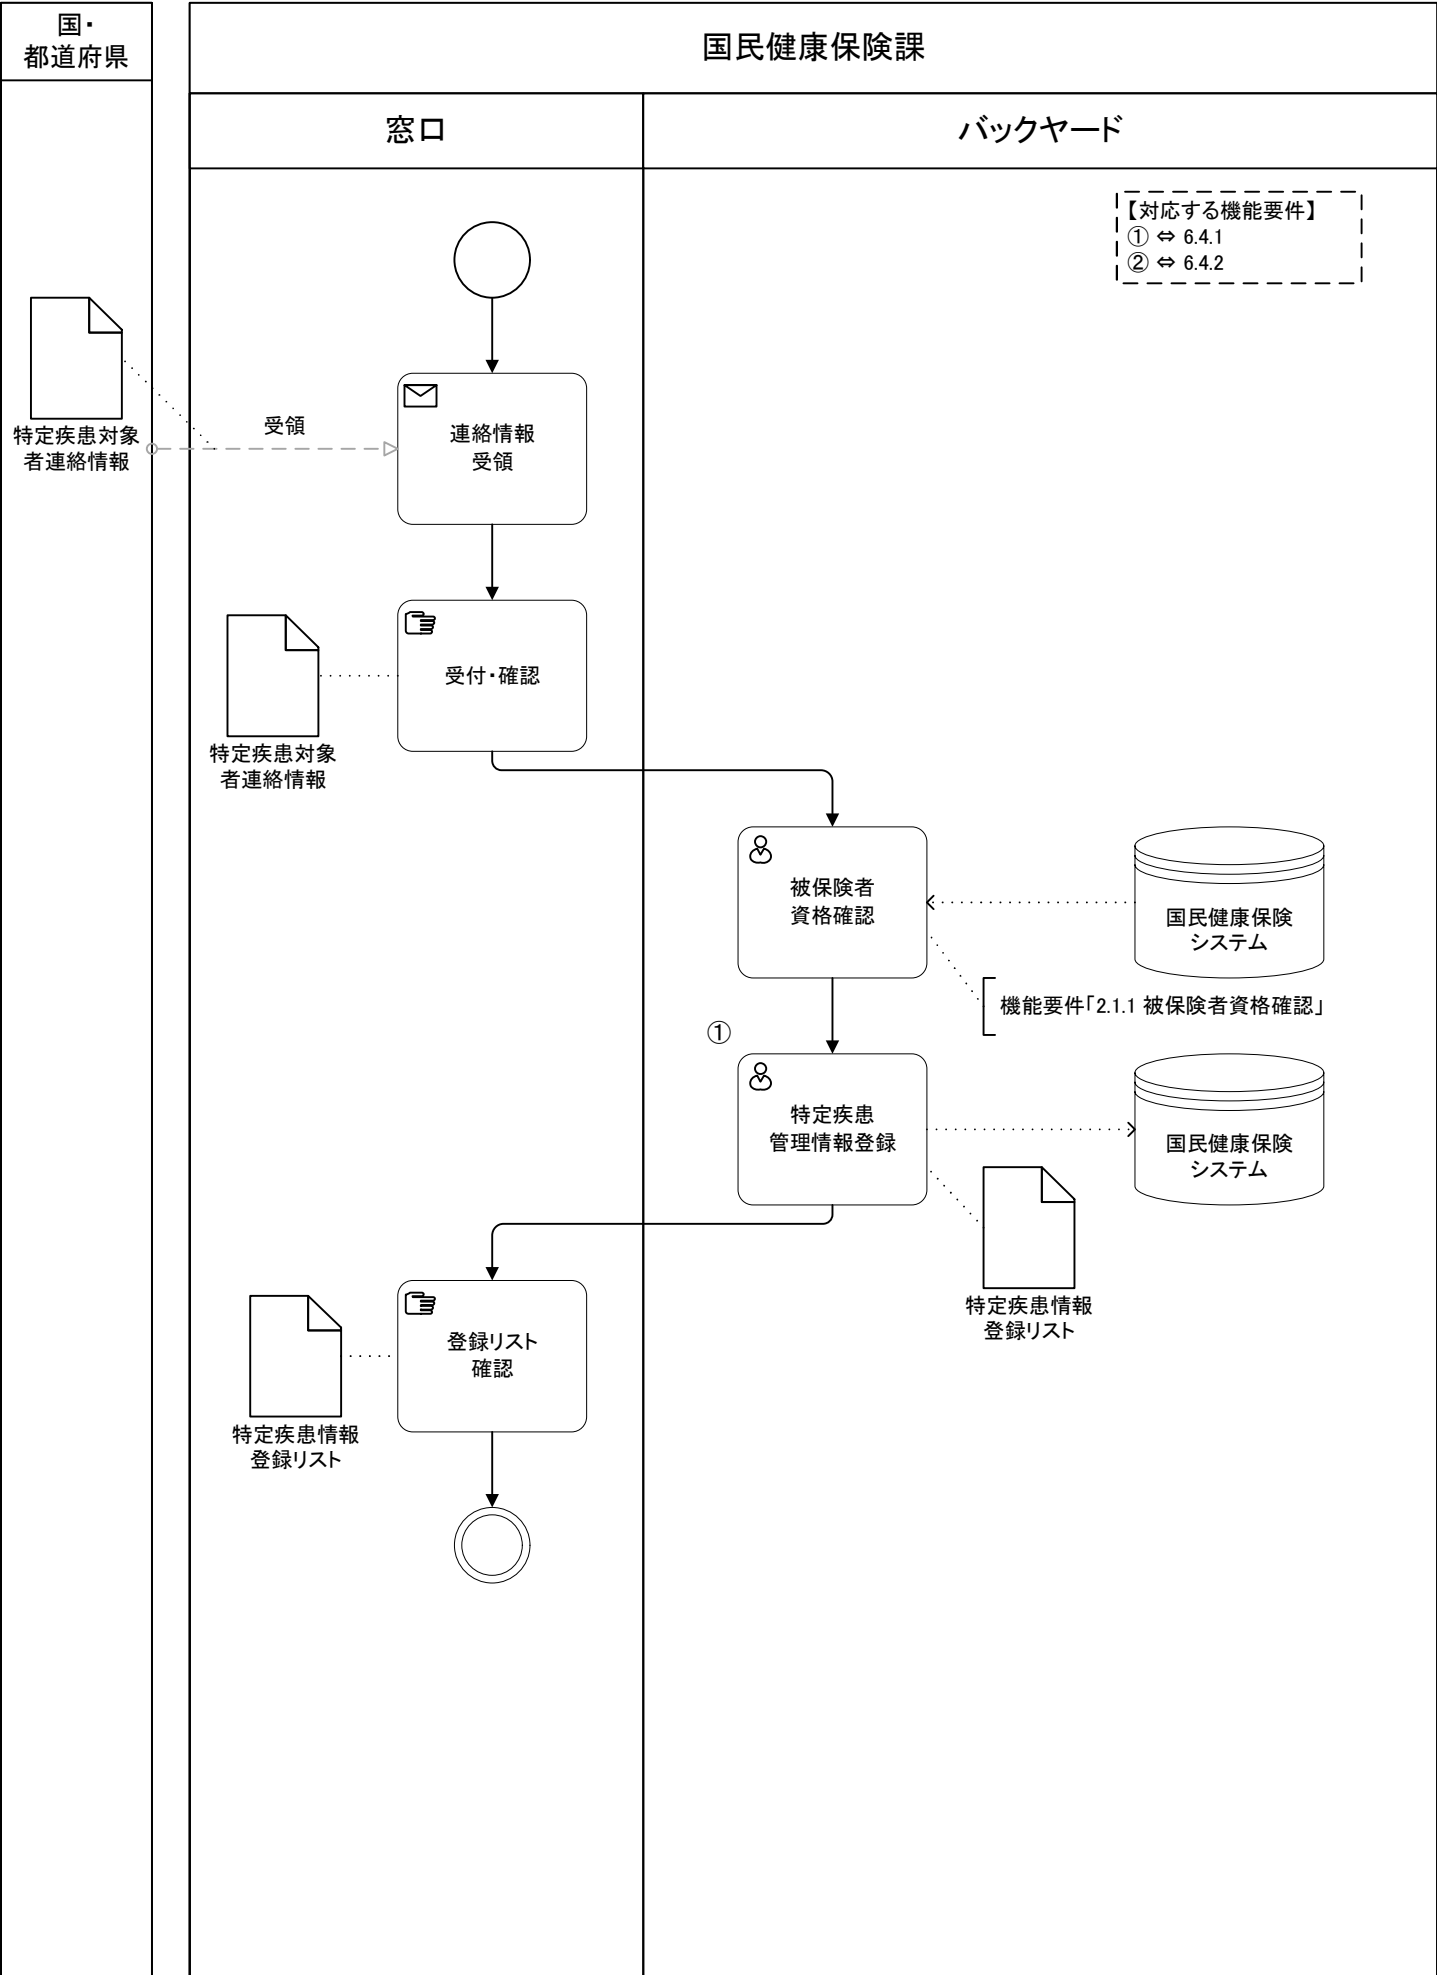 国・
都道府県
国民健康保険課
窓口
バックヤード
【対応する機能要件】
① ⇔ 6.4.1
② ⇔ 6.4.2
特定疾患対象
者連絡情報
受領
連絡情報
受領
受付・確認
特定疾患対象
者連絡情報
被保険者
資格確認
国民健康保険
システム
機能要件「2.1.1 被保険者資格確認」
①
特定疾患
管理情報登録
国民健康保険
システム
特定疾患情報
登録リスト
登録リスト
確認
特定疾患情報
登録リスト